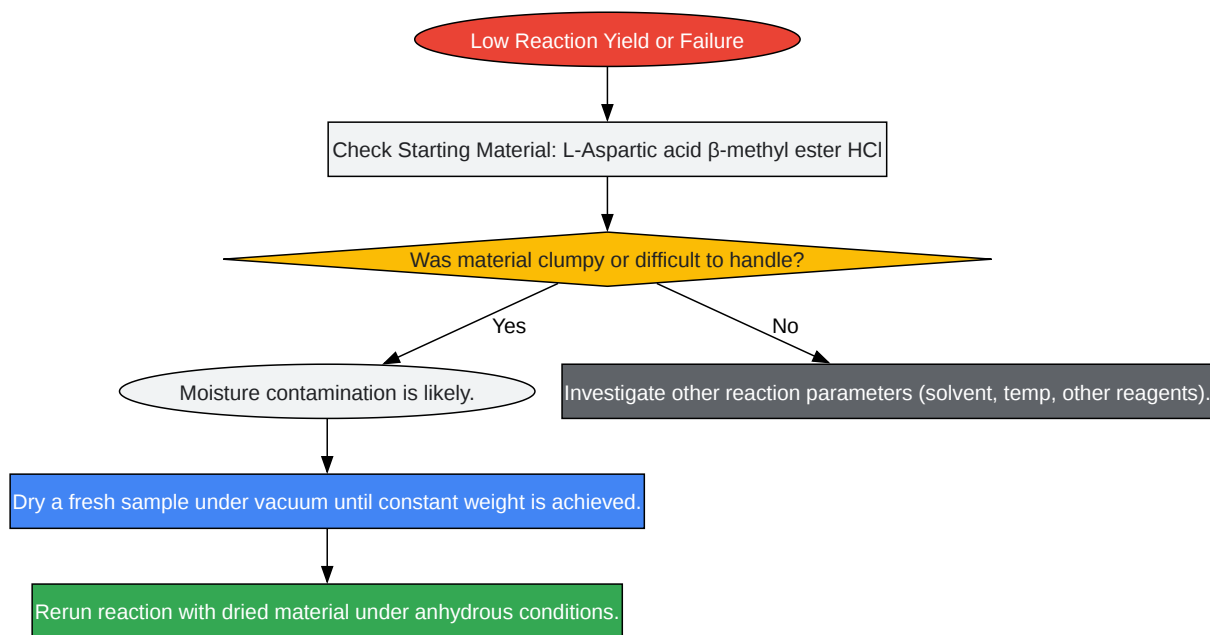 Low Reaction Yield or Failure
Check Starting Material: L-Aspartic acid β-methyl ester HCl
Was material clumpy or difficult to handle?
Yes
No
Moisture contamination is likely.
Investigate other reaction parameters (solvent, temp, other reagents).
Dry a fresh sample under vacuum until constant weight is achieved.
Rerun reaction with dried material under anhydrous conditions.